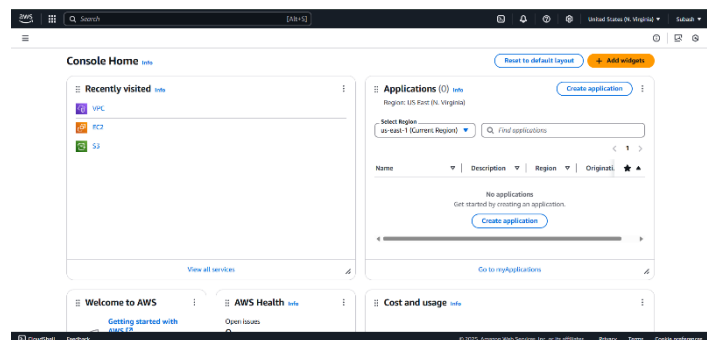 aws
Search [Alt+S]
United States (N. Virginia) Subash
Console Home Info
Reset to default layout
+ Add widgets
Recently visited Info
VPC
EC2
S3
View all services
Applications (0) Info
Create application
Region: US East (N. Virginia)
Select Region
us-east-1 (Current Region)
Find applications
1
Name Description Region Originati.
No applications
Get started by creating an application.
Create application
Go to myApplications
Welcome to AWS
Getting started with
AWS
AWS Health Info
Open issues
Cost and usage Info
CloudShell Feedback
© 2025, Amazon Web Services, Inc. or its affiliates. Privacy Terms Cookie preferences